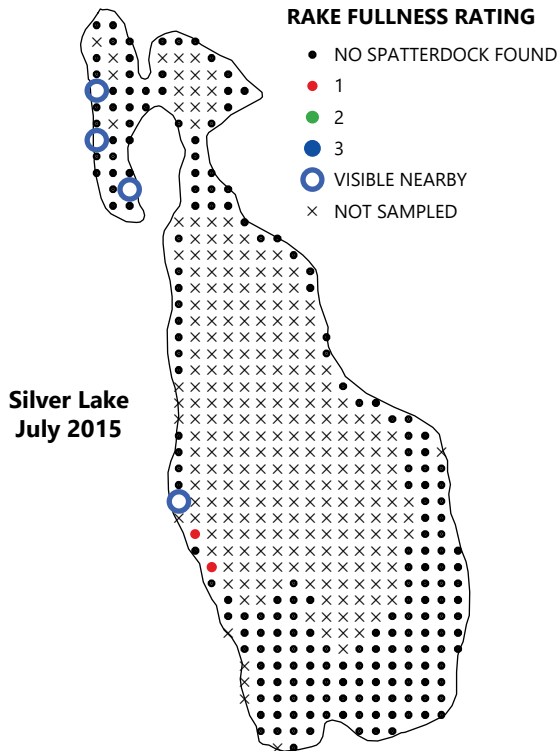 RAKE FULLNESS RATING
NO SPATTERDOCK FOUND
1
2
3
VISIBLE NEARBY
NOT SAMPLED
Silver Lake
July 2015